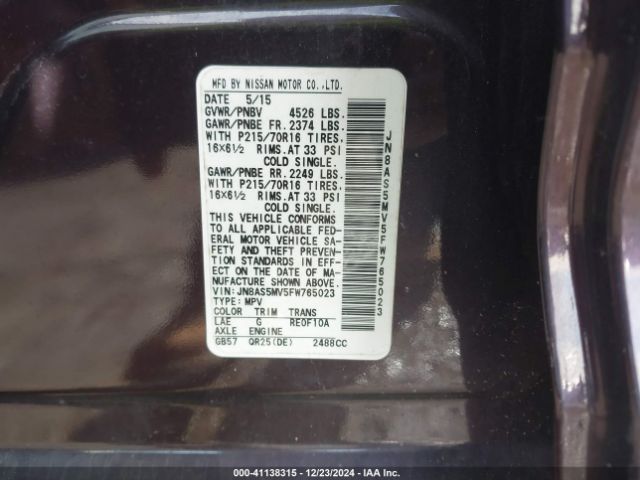 MFD BY NISSAN MOTOR CO.,LTD.
DATE 5/15
GVWR/PNBV 4526 LBS.
GAWR/PNBE FR.2374 LBS.
WITH P215/70R16 TIRES.
16×6½ RIMS.AT 33 PSI
COLD SINGLE.
GAWR/PNBE RR.2249 LBS.
WITH P215/70R16 TIRES.
16×6½ RIMS.AT 33 PSI
COLD SINGLE.
THIS VEHICLE CONFORMS
TO ALL APPLICABLE FED-
ERAL MOTOR VEHICLE SA-
FETY AND THEFT PREVEN-
TION STANDARDS IN EFF-
ECT ON THE DATE OF MA-
NUFACTURE SHOWN ABOVE.
VIN:JN8AS5MV5FW765023
TYPE:MPV
COLOR TRIM TRANS
LAE G RE0F10A
AXLE ENGINE
GB57 QR25(DE) 2488CC
JN8AS5MV5FW765023
000-41138315 | 12/23/2024 | IAA Inc.